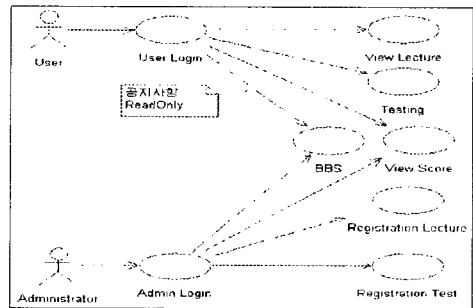 User
User Login
View Lecture
공지사항
ReadOnly
Testing
BBS
View Score
Registration Lecture
Administrator
Admin Login
Registration Test